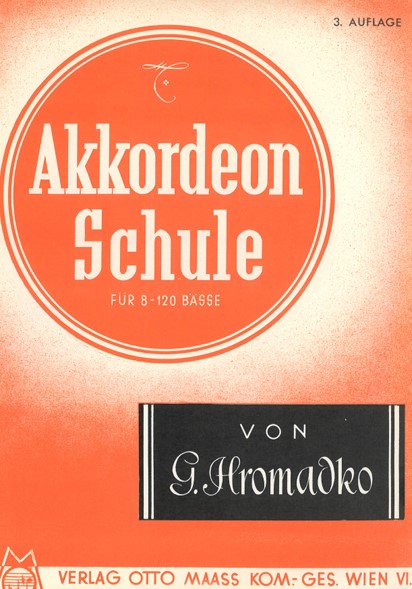 3. AUFLAGE
Akkordeon
Schule
FÜR 8-120 BÄSSE
VON
G. Hromadko
VERLAG OTTO MAASS KOM.-GES. WIEN VI.